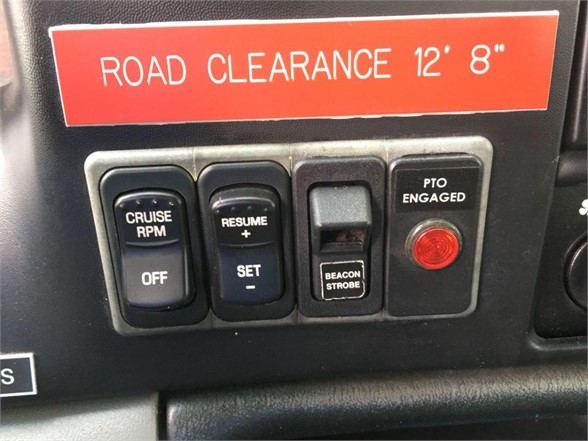 ROAD CLEARANCE 12' 8"
CRUISE
RPM
OFF
RESUME
+
SET
-
BEACON
STROBE
PTO
ENGAGED
S